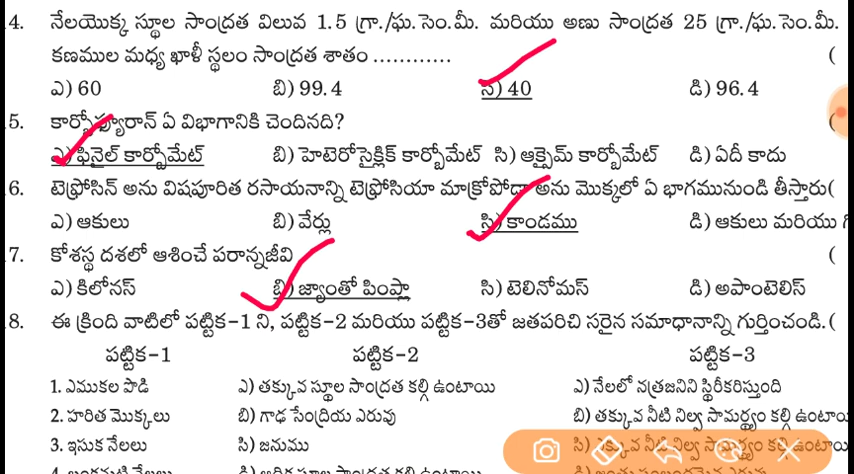 4. నేలయొక్క స్థూల సాంద్రత విలువ 1.5 గ్రా./ఘ.సెం.మీ. మరియు అణు సాంద్రత 25 గ్రా./ఘ.సెం.మీ.
కణముల మధ్య ఖాళీ స్థలం సాంద్రత శాతం ............. (
ఎ) 60 బి) 99.4 సి) 40 డి) 96.4
5. కార్బోఫ్యూరాన్ ఏ విభాగానికి చెందినది? (
ఎ) ఫినైల్ కార్బోమేట్ బి) హెటెరోసైక్లిక్ కార్బోమేట్ సి) ఆక్సైమ్ కార్బోమేట్ డి) ఏదీ కాదు
6. టెఫ్రోసిన్ అను విషపూరిత రసాయనాన్ని టెఫ్రోసియా మాక్రోపోడా అను మొక్కలో ఏ భాగమునుండి తీస్తారు(
ఎ) ఆకులు బి) వేర్లు సి) కాండము డి) ఆకులు మరియు
7. కోశస్థ దశలో ఆశించే పరాన్నజీవి (
ఎ) కిలోనస్ బి) జ్యాంతో పింప్లా సి) టెలినోమస్ డి) అపాంటెలిస్
8. ఈ క్రింది వాటిలో పట్టిక-1 ని, పట్టిక-2 మరియు పట్టిక-3తో జతపరిచి సరైన సమాధానాన్ని గుర్తించండి.(
పట్టిక-1 పట్టిక-2 పట్టిక-3
1. ఎముకల పొడి ఎ) తక్కువ స్థూల సాంద్రత కల్గి ఉంటాయి ఎ) నేలలో నత్రజనిని స్థిరీకరిస్తుంది
2. హరిత మొక్కలు బి) గాఢ సేంద్రియ ఎరువు బి) తక్కువ నీటి నిల్వ సామర్థ్యం కల్గి ఉంటాయి
3. ఇసుక నేలలు సి) జనుము సి) ఎక్కువ నీటి నిల్వ సామర్థ్యం కల్గి ఉంటాయి